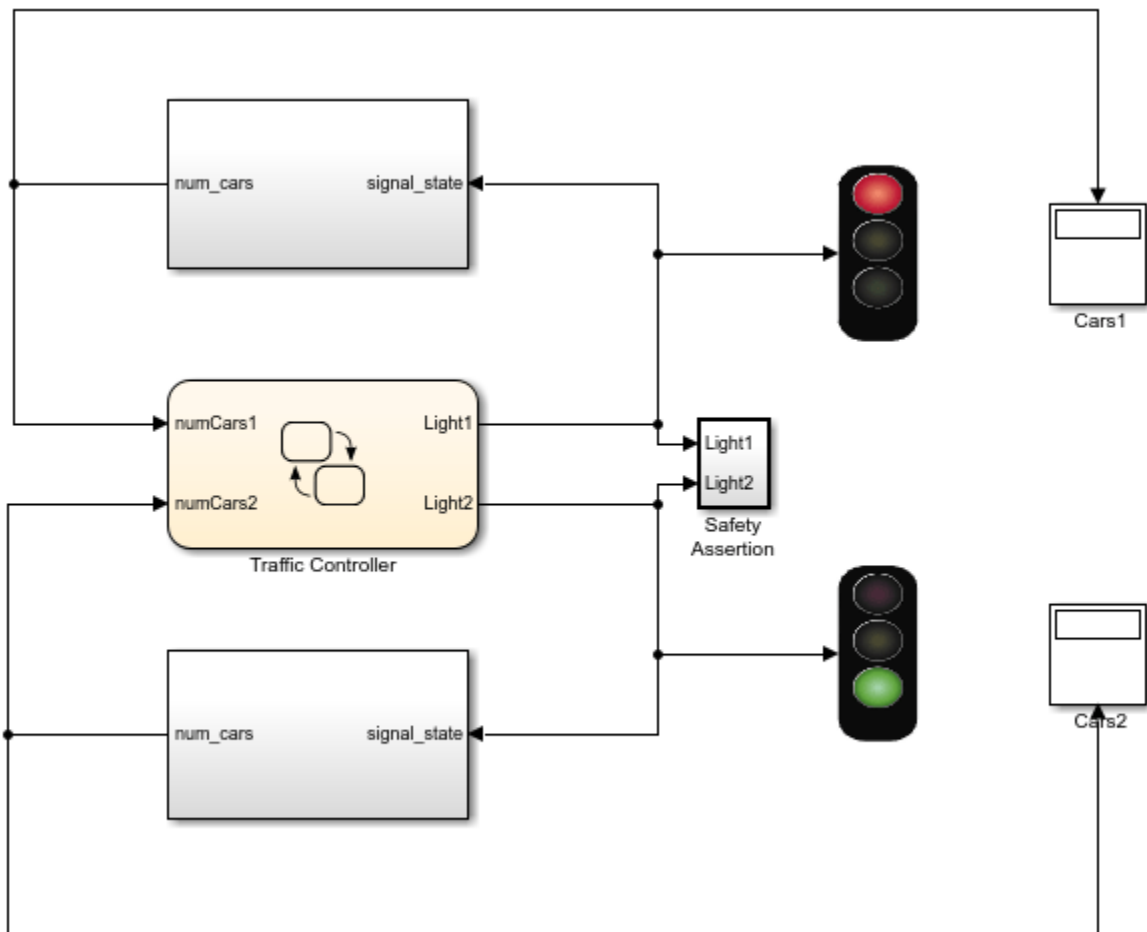 num_cars
signal_state
Cars1
numCars1
Light1
numCars2
Light2
Light1
Light2
Safety
Assertion
Traffic Controller
num_cars
signal_state
Cars2